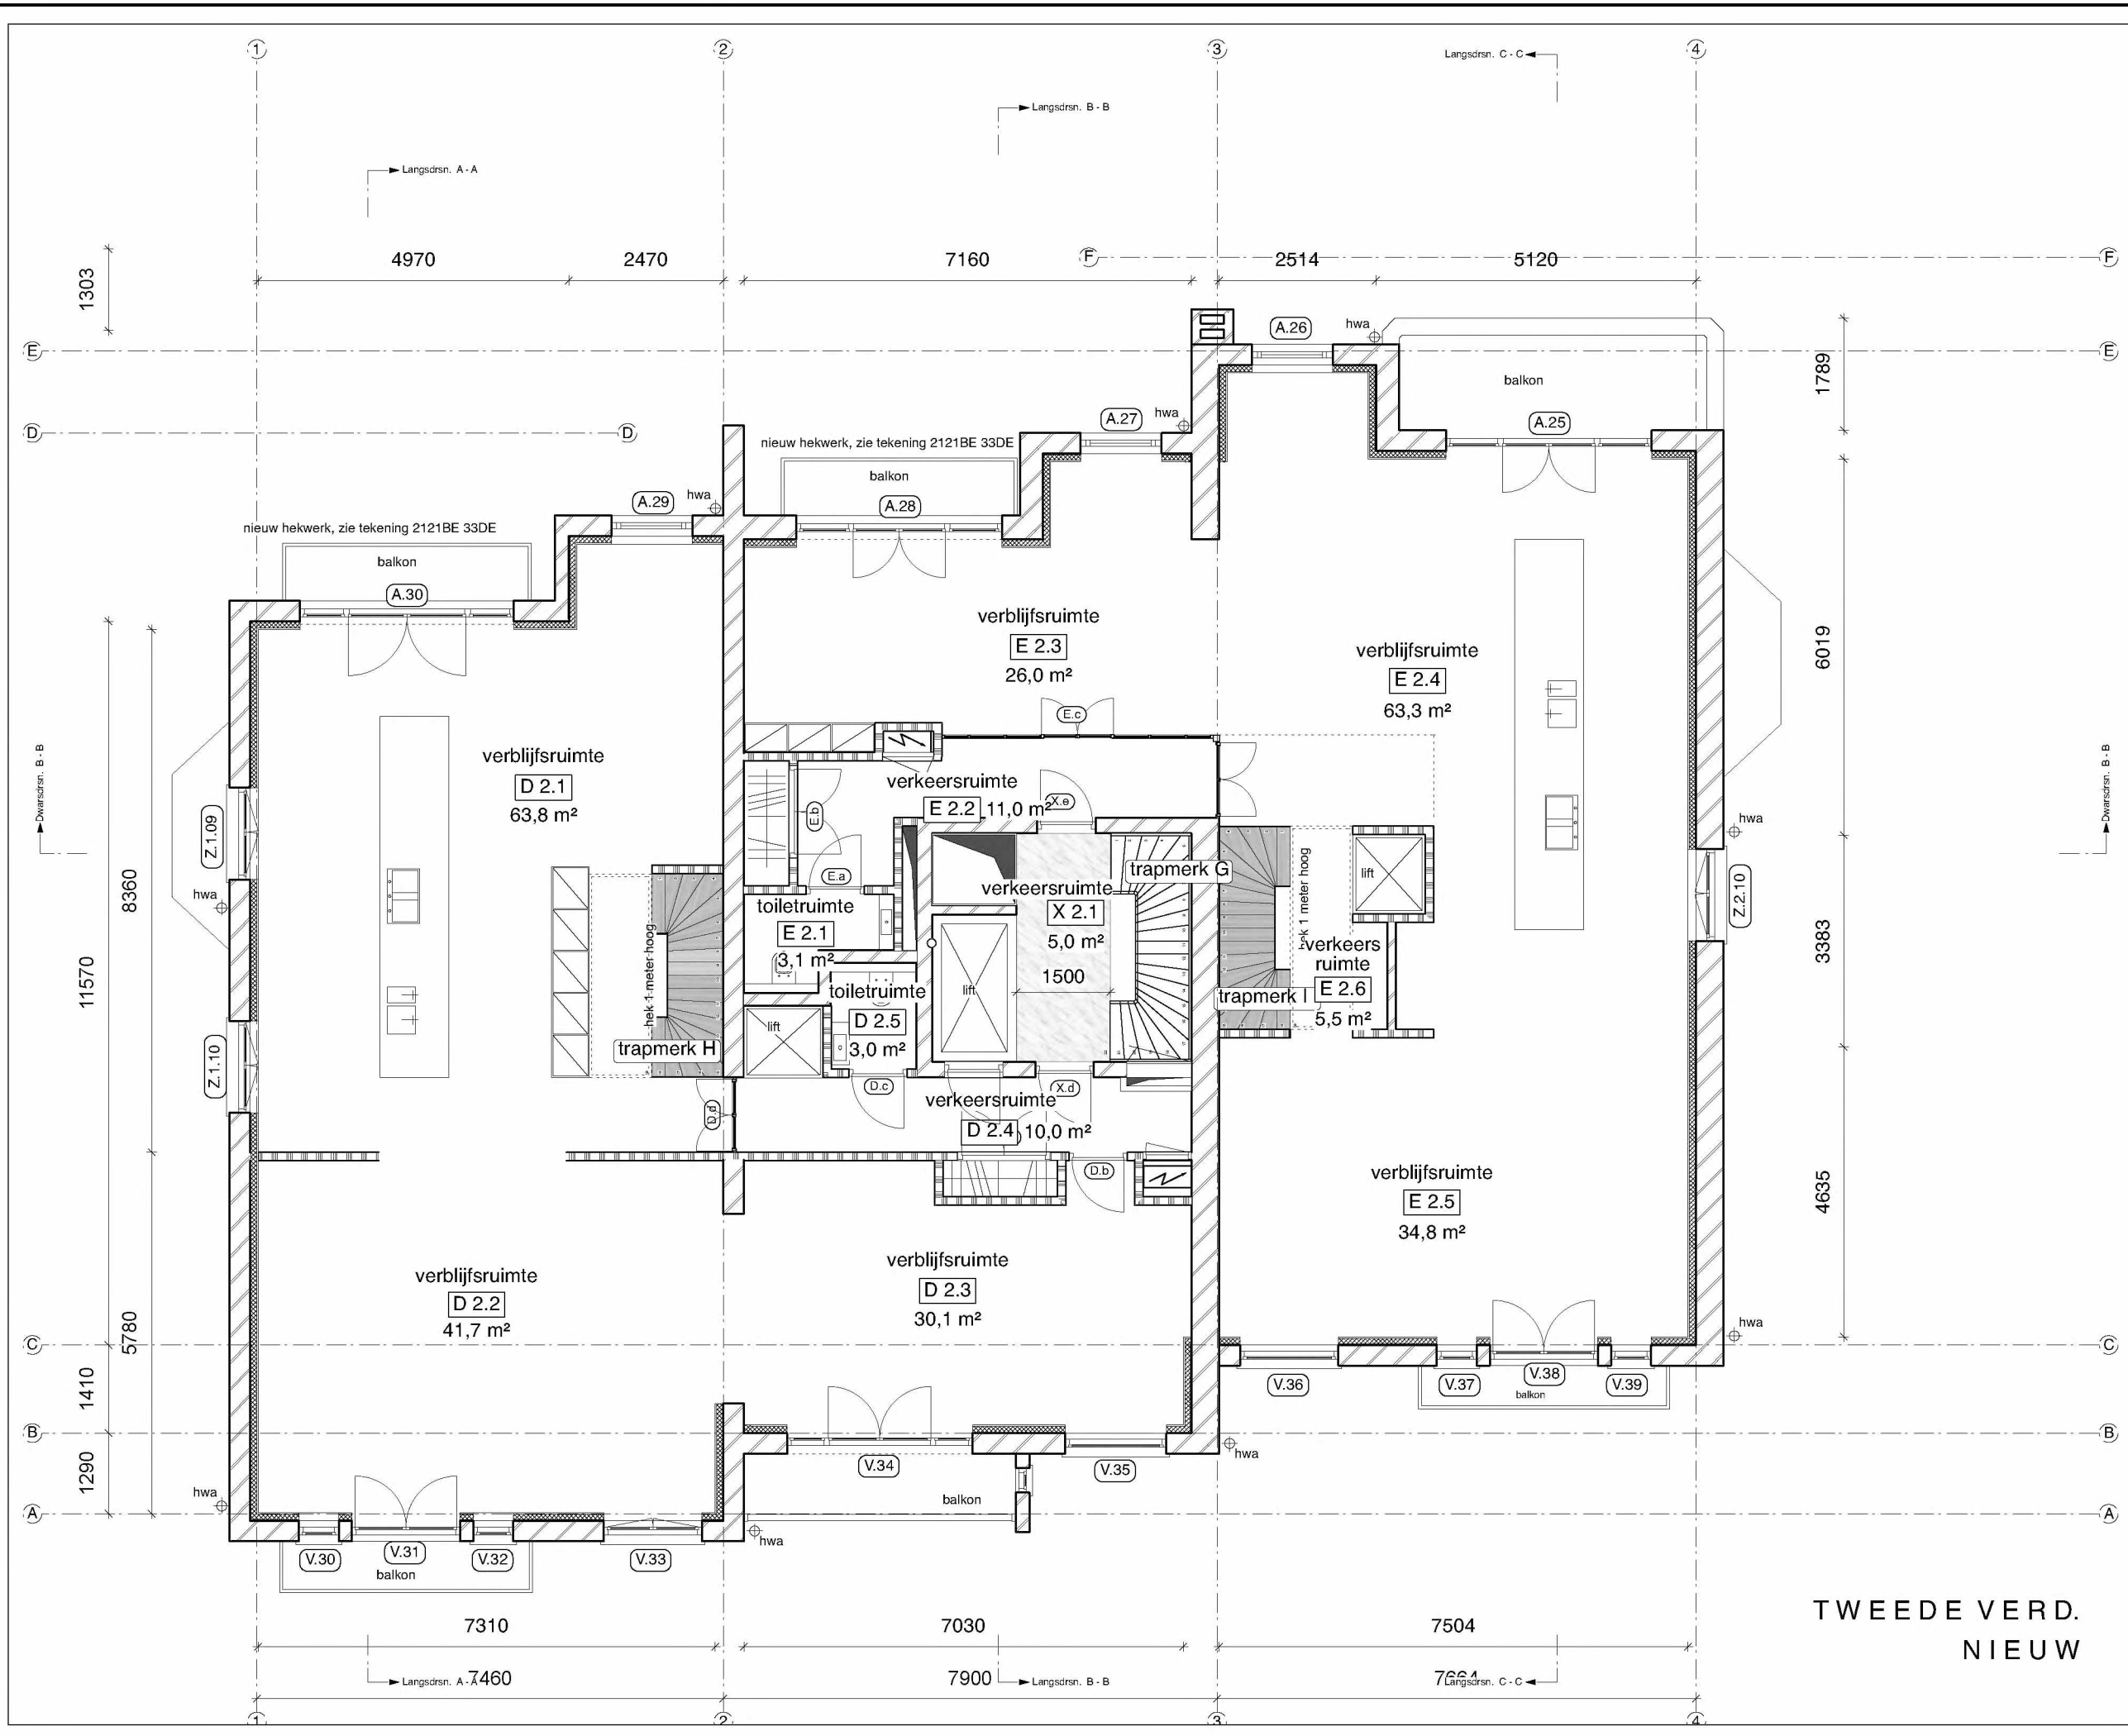 1
2
3
4
Langsdrsn. C - C
Langsdrsn. B - B
Langsdrsn. A - A
4970
2470
7160
F
2514
5120
F
1303
E
A.26
hwa
E
balkon
1789
D
D
A.27
hwa
A.25
nieuw hekwerk, zie tekening 2121BE 33DE
balkon
A.28
A.29
hwa
nieuw hekwerk, zie tekening 2121BE 33DE
balkon
A.30
verblijfsruimte
E 2.3
26,0 m²
verblijfsruimte
E 2.4
63,3 m²
6019
E.c
verblijfsruimte
D 2.1
63,8 m²
Dwarsdrsn. B - B
Dwarsdrsn. B - B
verkeersruimte
E 2.2
11,0 m²
X.e
E.b
Z.1.09
hwa
hwa
8360
E.a
trapmerk G
hek 1 meter hoog
lift
verkeersruimte
X 2.1
5,0 m²
1500
Z.2.10
toiletruimte
E 2.1
3,1 m²
3383
verkeers
ruimte
E 2.6
5,5 m²
trapmerk I
11570
hek 1 meter hoog
toiletruimte
D 2.5
3,0 m²
lift
lift
trapmerk H
Z.1.10
D.c
X.d
D.d
verkeersruimte
D 2.4
10,0 m²
D.b
verblijfsruimte
E 2.5
34,8 m²
4635
verblijfsruimte
D 2.3
30,1 m²
verblijfsruimte
D 2.2
41,7 m²
5780
hwa
C
C
1410
V.36
V.37
V.38
V.39
balkon
B
B
hwa
V.34
V.35
1290
hwa
balkon
A
A
hwa
V.30
V.31
V.32
V.33
balkon
TWEEDE VERD.
NIEUW
7310
7030
7504
Langsdrsn. A - A
7460
7900
Langsdrsn. B - B
7664
Langsdrsn. C - C
1
2
3
4